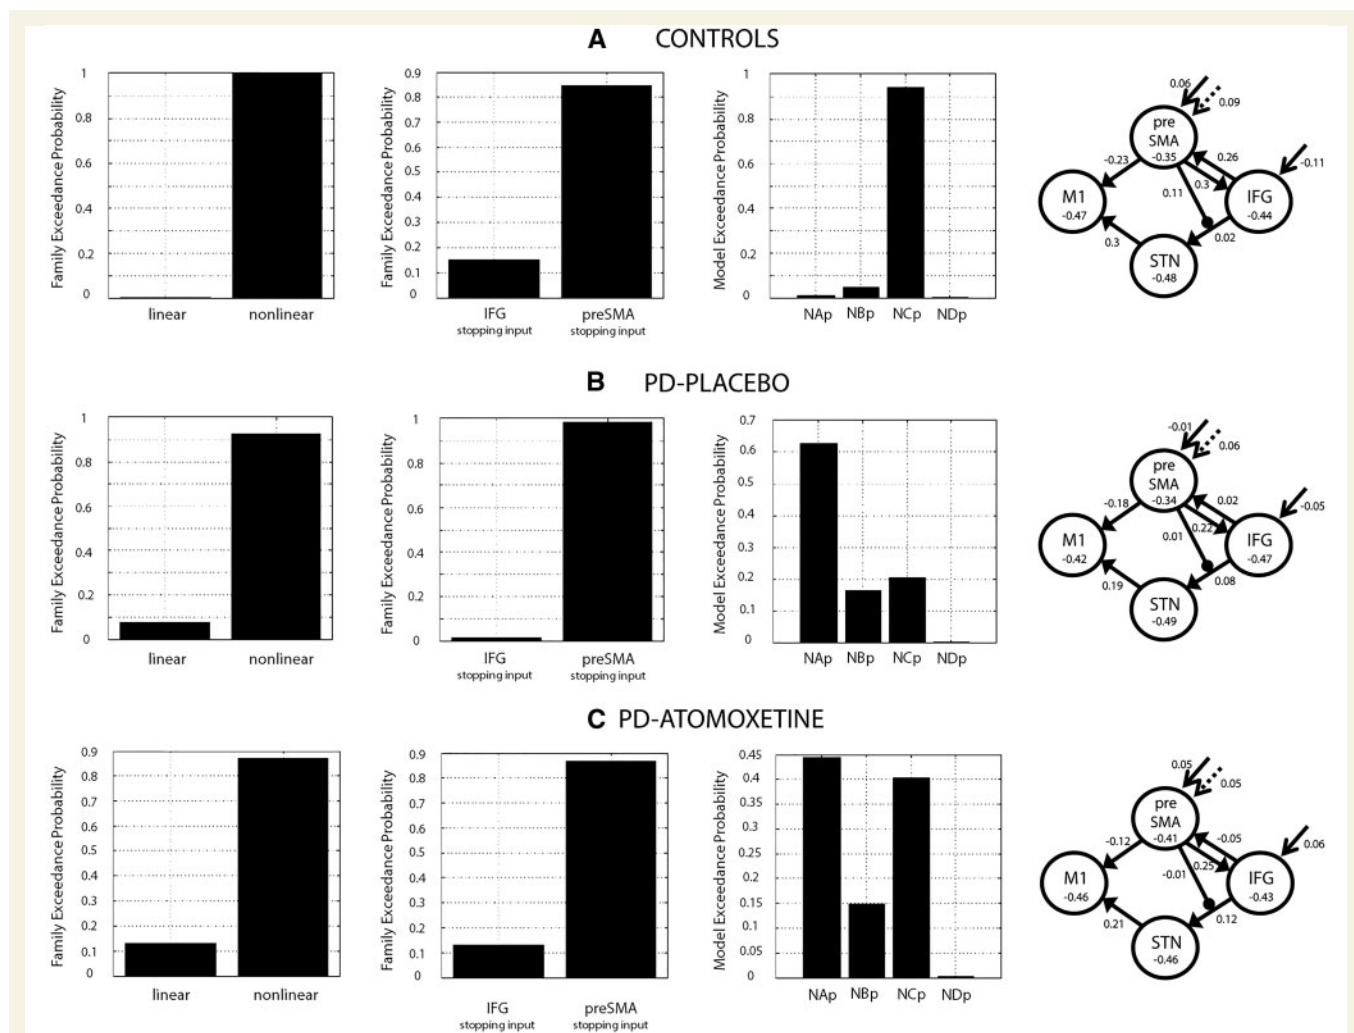 A CONTROLS
Family Exceedance Probability
1
0.8
0.6
0.4
0.2
0
linear nonlinear
Family Exceedance Probability
0.9
0.8
0.7
0.6
0.5
0.4
0.3
0.2
0.1
0
IFG preSMA
stopping input stopping input
Model Exceedance Probability
1
0.8
0.6
0.4
0.2
0
NAp NBp NCp NDp
0.06
0.09
pre
SMA
-0.35
-0.23
0.26
0.3
-0.11
0.11
M1
-0.47
IFG
-0.44
0.3
0.02
STN
-0.48
B PD-PLACEBO
Family Exceedance Probability
1
0.8
0.6
0.4
0.2
0
linear nonlinear
Family Exceedance Probability
1
0.8
0.6
0.4
0.2
0
IFG preSMA
stopping input stopping input
Model Exceedance Probability
0.7
0.6
0.5
0.4
0.3
0.2
0.1
0
NAp NBp NCp NDp
-0.01
0.06
pre
SMA
-0.34
-0.18
0.02
0.22
-0.05
0.01
M1
-0.42
IFG
-0.47
0.19
0.08
STN
-0.49
C PD-ATOMOXETINE
Family Exceedance Probability
0.9
0.8
0.7
0.6
0.5
0.4
0.3
0.2
0.1
0
linear nonlinear
Family Exceedance Probability
0.9
0.8
0.7
0.6
0.5
0.4
0.3
0.2
0.1
0
IFG preSMA
stopping input stopping input
Model Exceedance Probability
0.45
0.4
0.35
0.3
0.45
0.2
0.15
0.1
0.05
0
NAp NBp NCp NDp
0.05
0.05
pre
SMA
-0.41
-0.12
-0.05
0.25
0.06
-0.01
M1
-0.46
IFG
-0.43
0.21
0.12
STN
-0.46